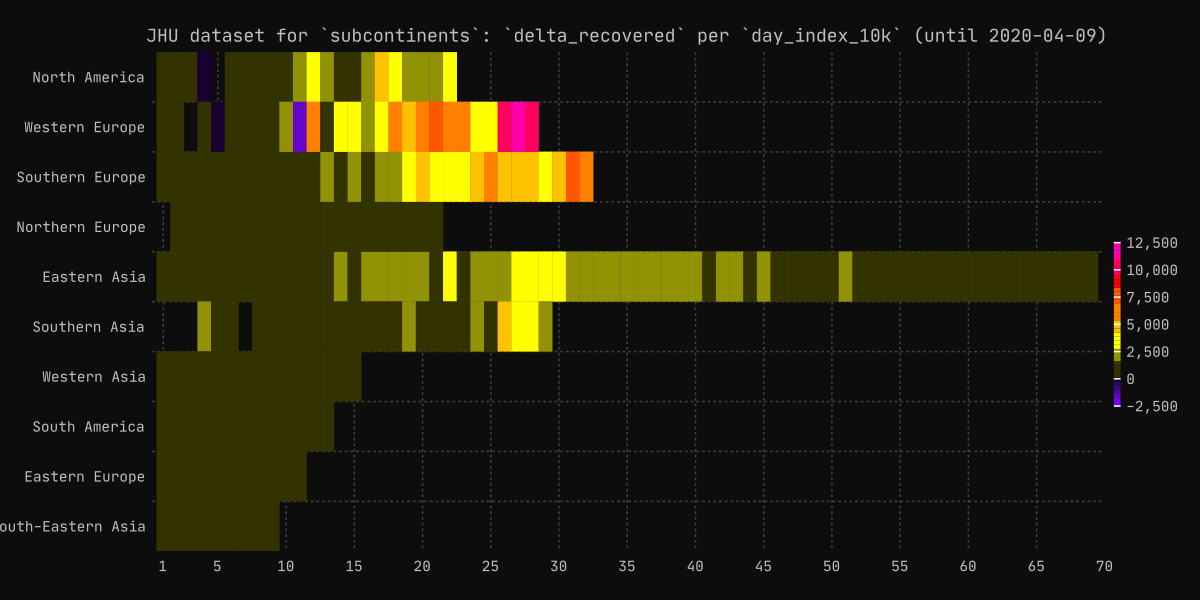 JHU dataset for `subcontinents`: `delta_recovered` per `day_index_10k` (until 2020-04-09)
North America
Western Europe
Southern Europe
Northern Europe
Eastern Asia
Southern Asia
Western Asia
South America
Eastern Europe
outh-Eastern Asia
12,500
10,000
7,500
5,000
2,500
0
-2,500
1 5 10 15 20 25 30 35 40 45 50 55 60 65 70